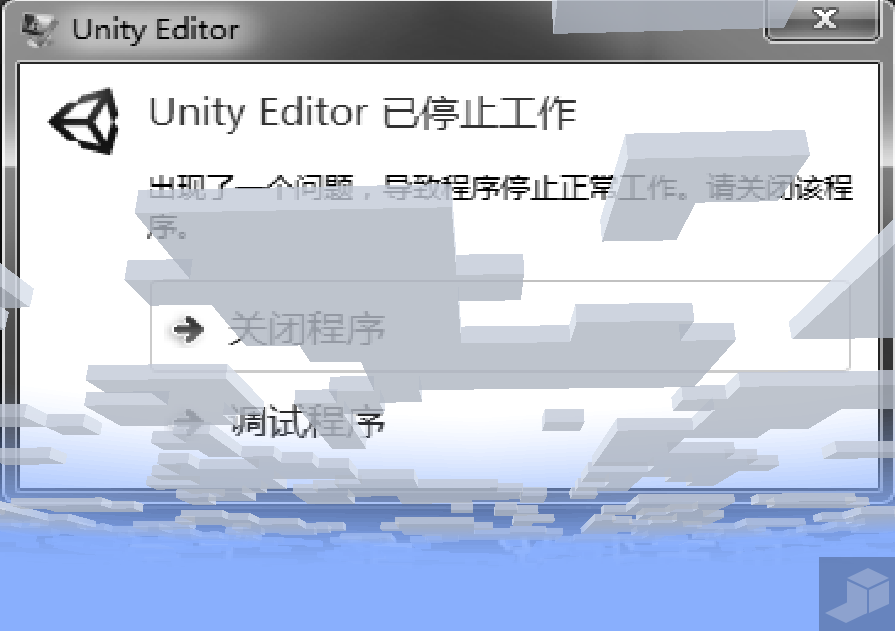 Unity Editor
Unity Editor 已停止工作
出现了一个问题，导致程序停止正常工作。请关闭该程
序。
关闭程序
调试程序